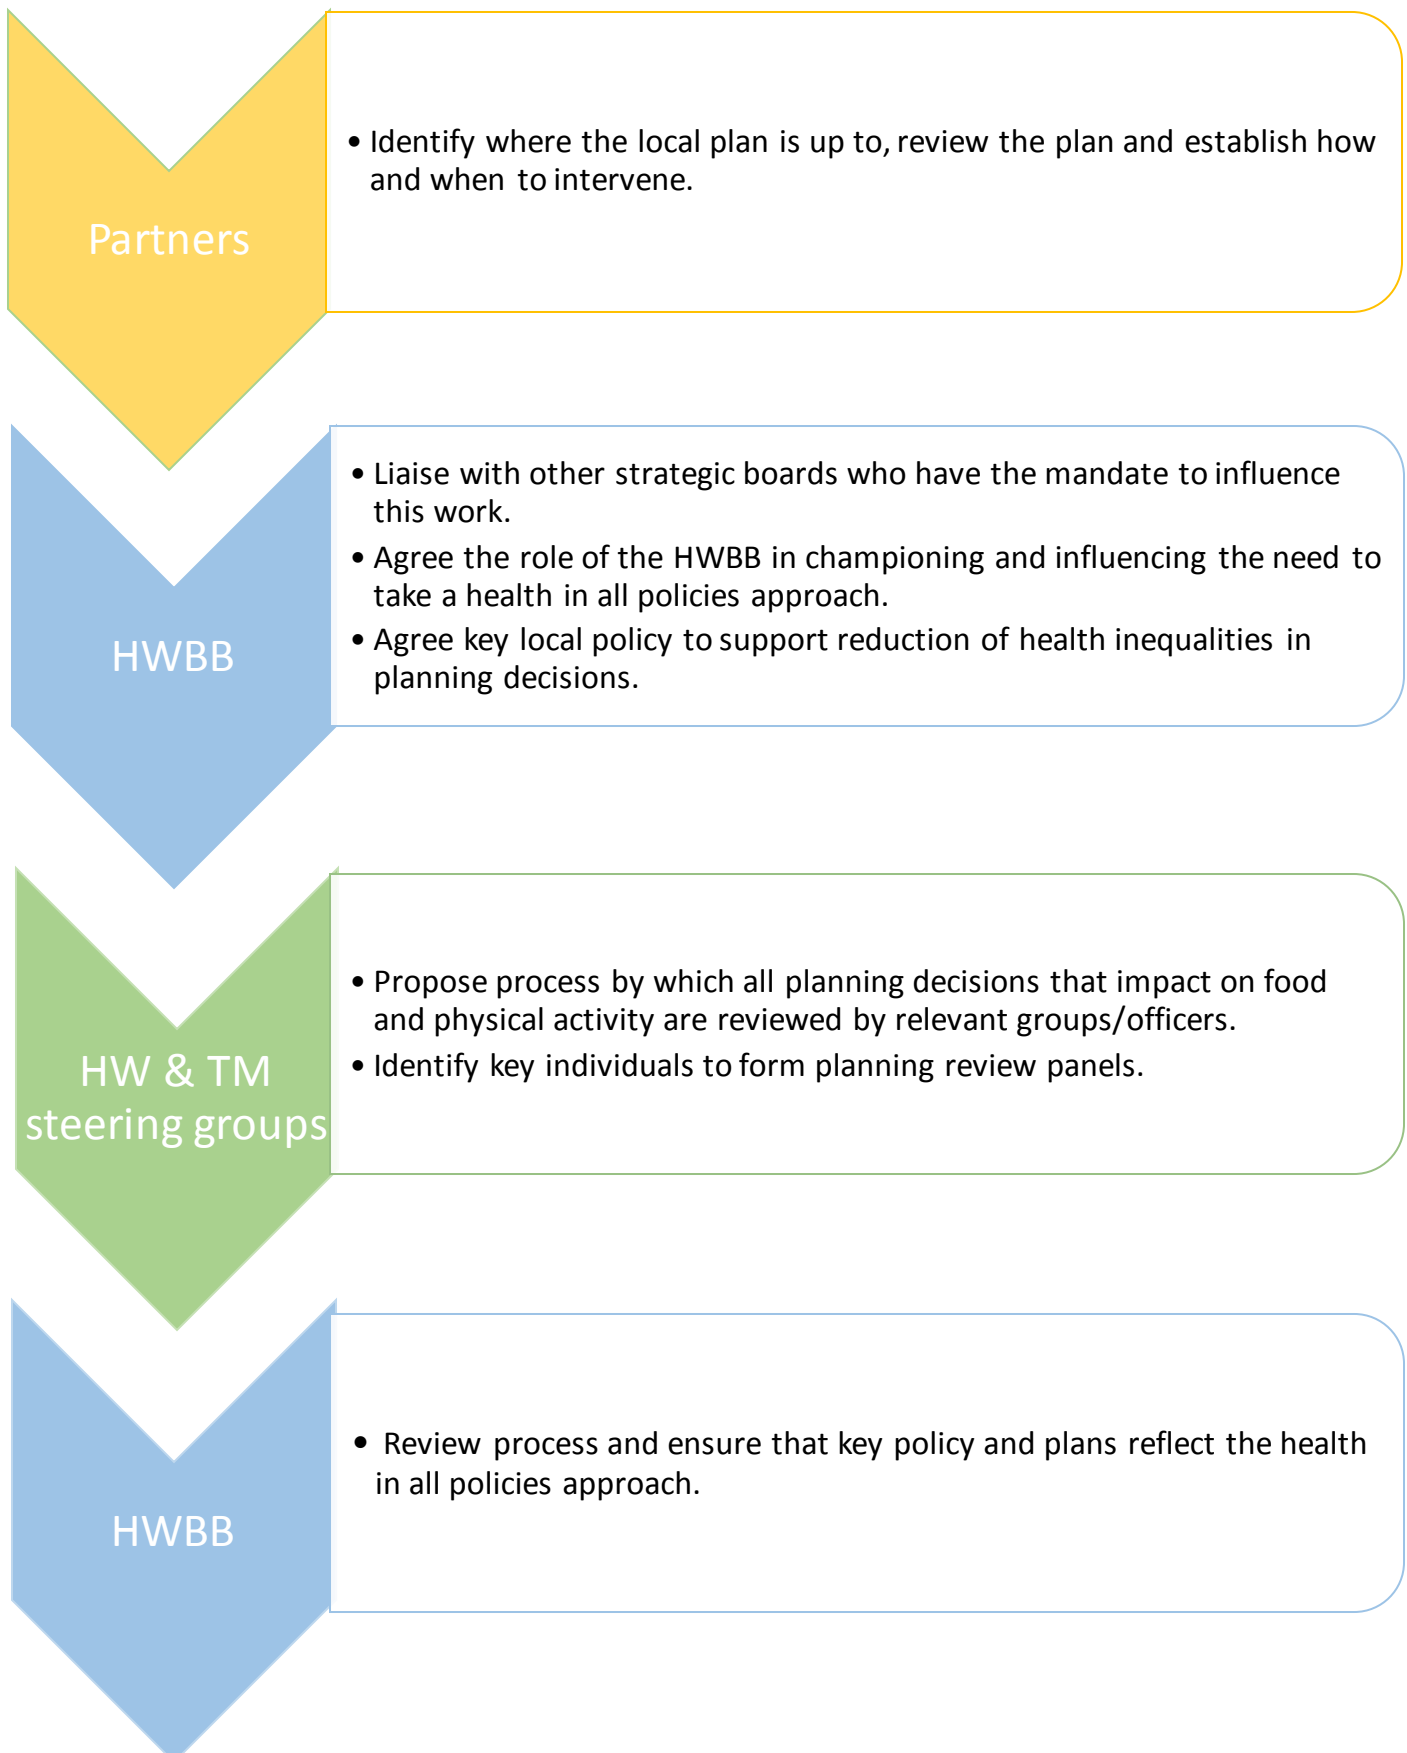 Partners
• Identify where the local plan is up to, review the plan and establish how
and when to intervene.
HWBB
• Liaise with other strategic boards who have the mandate to influence
this work.
• Agree the role of the HWBB in championing and influencing the need to
take a health in all policies approach.
• Agree key local policy to support reduction of health inequalities in
planning decisions.
HW & TM
steering groups
• Propose process by which all planning decisions that impact on food
and physical activity are reviewed by relevant groups/officers.
• Identify key individuals to form planning review panels.
HWBB
• Review process and ensure that key policy and plans reflect the health
in all policies approach.